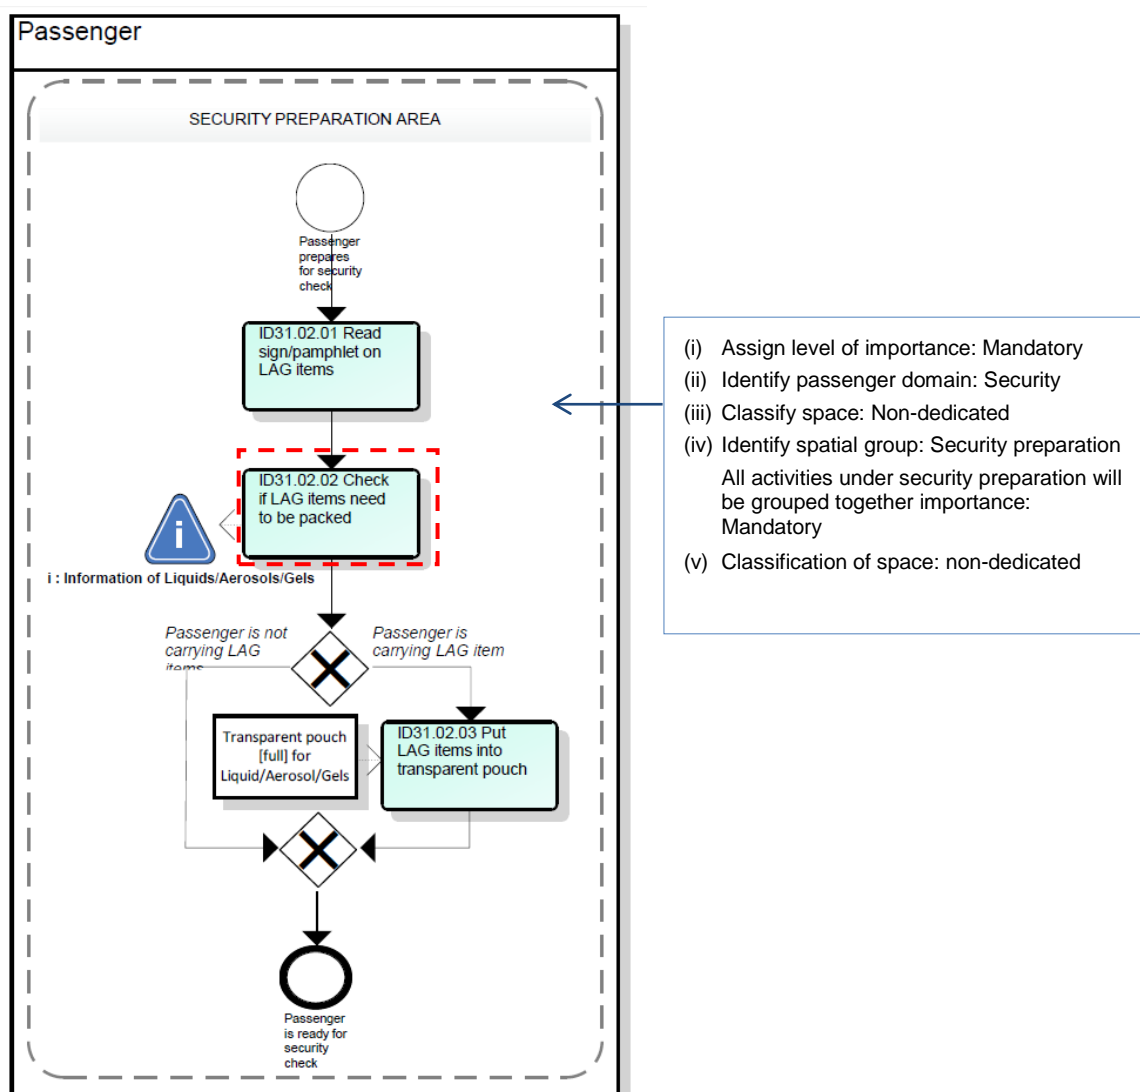 Passenger
SECURITY PREPARATION AREA
Passenger
prepares
for security
check
ID31.02.01 Read
sign/pamphlet on
LAG items
ID31.02.02 Check
if LAG items need
to be packed
i
i : Information of Liquids/Aerosols/Gels
Passenger is not
carrying LAG
items
Passenger is
carrying LAG item
Transparent pouch
[full] for
Liquid/Aerosol/Gels
ID31.02.03 Put
LAG items into
transparent pouch
Passenger
is ready for
security
check
(i) Assign level of importance: Mandatory
(ii) Identify passenger domain: Security
(iii) Classify space: Non-dedicated
(iv) Identify spatial group: Security preparation
All activities under security preparation will
be grouped together importance:
Mandatory
(v) Classification of space: non-dedicated